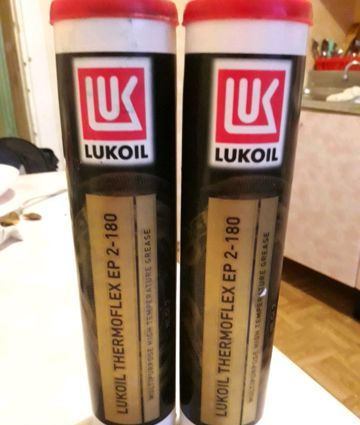 LUK
LUKOIL
LUKOIL THERMOFLEX EP 2-180
MULTIPURPOSE HIGH TEMPERATURE GREASE
LUK
LUKOIL
LUKOIL THERMOFLEX EP 2-180
MULTIPURPOSE HIGH TEMPERATURE GREASE